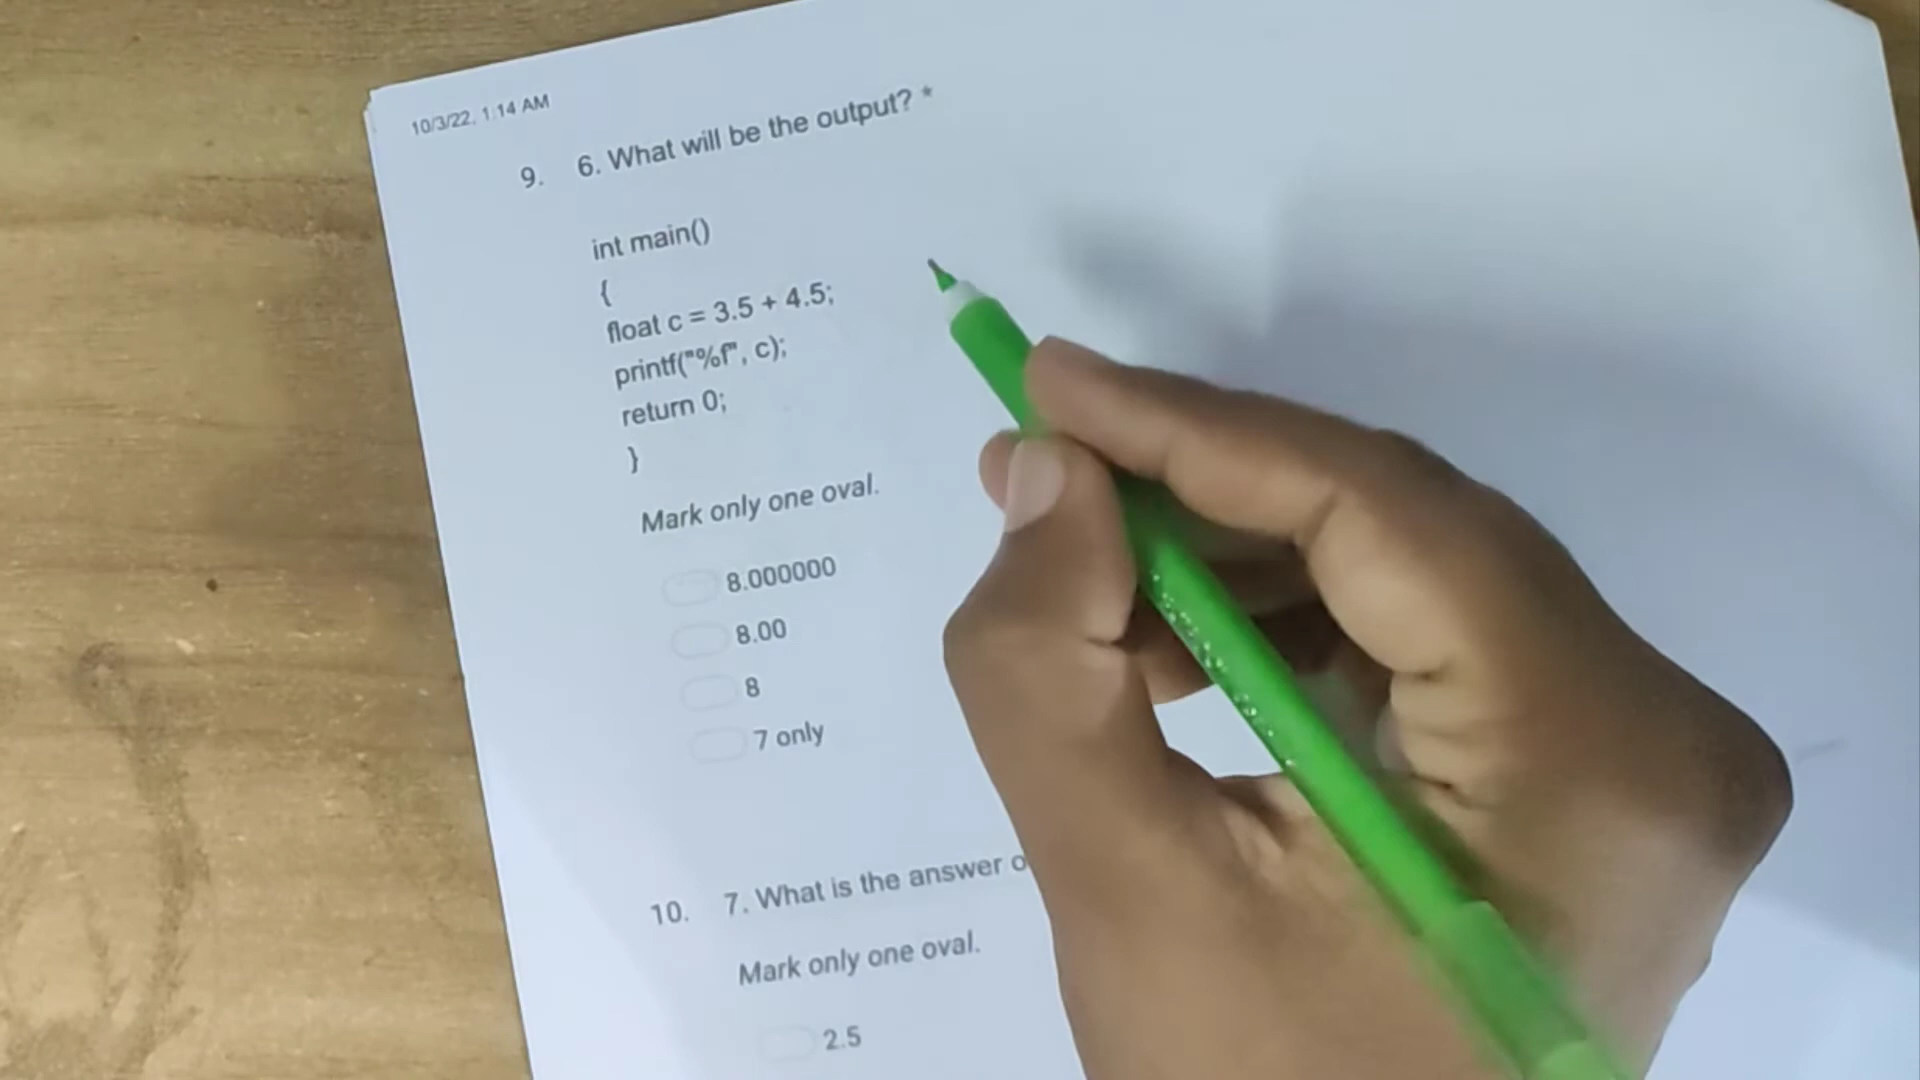 10/3/22, 1:14 AM
9. 6. What will be the output? *
int main()
{
float c = 3.5 + 4.5;
printf("%f", c);
return 0;
}
Mark only one oval.
8.000000
8.00
8
7 only
10. 7. What is the answer
Mark only one oval.
2.5